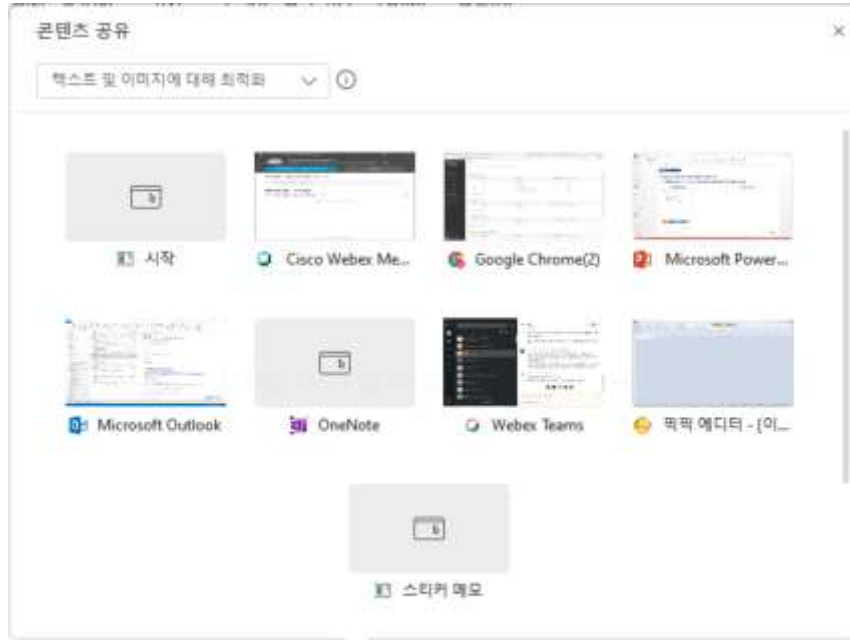 콘텐츠 공유
텍스트 및 이미지에 대해 최적화
시작
Cisco Webex Me...
Google Chrome(2)
Microsoft Power...
Microsoft Outlook
OneNote
Webex Teams
픽픽 에디터 - [이...
스티커 메모